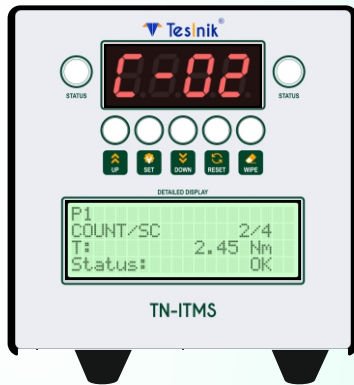 Teslnik®
C-02
STATUS
STATUS
UP
SET
DOWN
RESET
WIPE
DETAILED DISPLAY
P1
COUNT/SC 2/4
T: 2.45 Nm
Status: OK
TN-ITMS